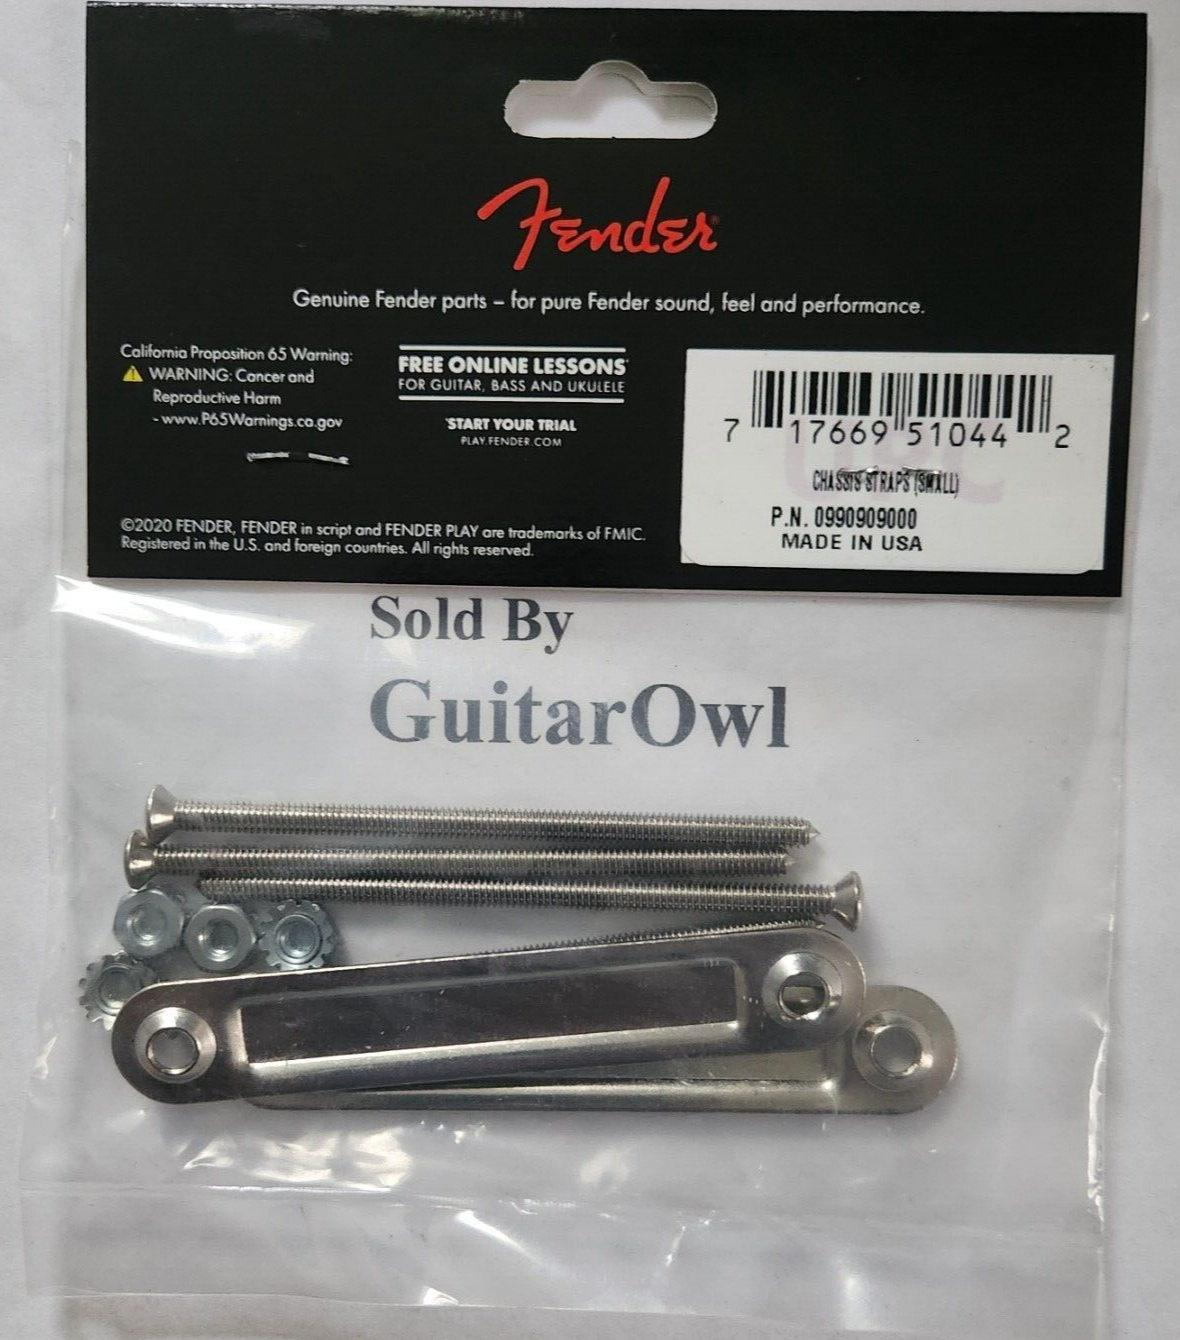 Fender
Genuine Fender parts – for pure Fender sound, feel and performance.
California Proposition 65 Warning:
WARNING: Cancer and
Reproductive Harm
- www.P65Warnings.ca.gov
FREE ONLINE LESSONS
FOR GUITAR, BASS AND UKULELE
START YOUR TRIAL
PLAY.FENDER.COM
©2020 FENDER, FENDER in script and FENDER PLAY are trademarks of FMIC.
Registered in the U.S. and foreign countries. All rights reserved.
7 17669 51044 2
CHASSIS STRAPS (SMALL)
P.N. 0990909000
MADE IN USA
Sold By
GuitarOwl